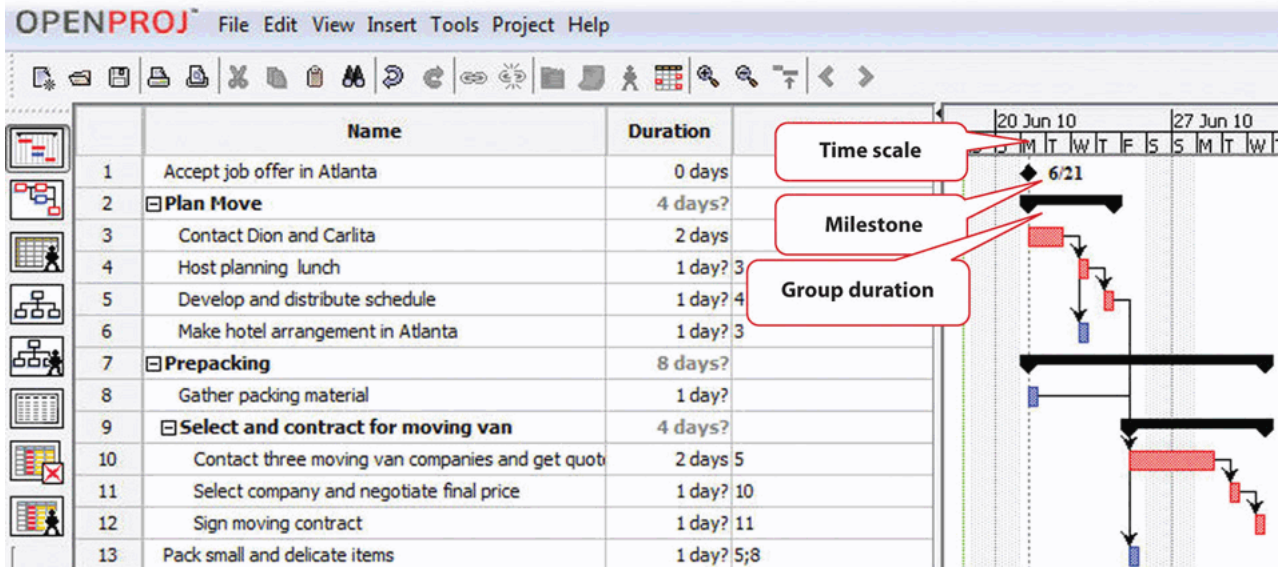 OPENPROJ™ File Edit View Insert Tools Project Help
Name Duration
20 Jun 10 27 Jun 10
M T W T F S S M T W T
Time scale
1 Accept job offer in Atlanta 0 days
6/21
2 Plan Move 4 days?
Milestone
3 Contact Dion and Carlita 2 days
4 Host planning lunch 1 day? 3
Group duration
5 Develop and distribute schedule 1 day? 4
6 Make hotel arrangement in Atlanta 1 day? 3
7 Prepacking 8 days?
8 Gather packing material 1 day?
9 Select and contract for moving van 4 days?
10 Contact three moving van companies and get quot 2 days 5
11 Select company and negotiate final price 1 day? 10
12 Sign moving contract 1 day? 11
13 Pack small and delicate items 1 day? 5;8